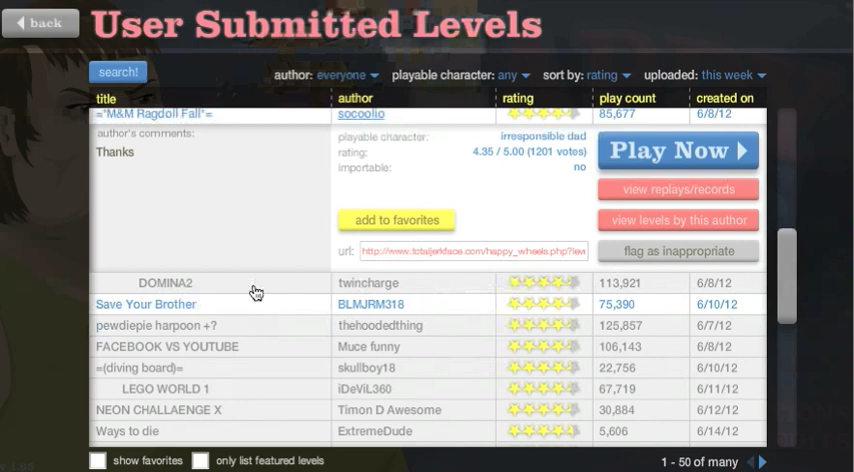 back
User Submitted Levels
search!
author: everyone playable character: any sort by: rating uploaded: this week
title author rating play count created on
="M&M Ragdoll Fall"= socoolio 85,677 6/8/12
author's comments:
Thanks
playable character: irresponsible dad
rating: 4.35 / 5.00 (1201 votes)
importable: no
Play Now
view replays/records
add to favorites
view levels by this author
url: http://www.totaljerkface.com/happy_wheels.php?lev
flag as inappropriate
DOMINA2 twincharge 113,921 6/8/12
Save Your Brother BLMJRM318 75,390 6/10/12
pewdiepie harpoon +? thehoodedthing 125,857 6/7/12
FACEBOOK VS YOUTUBE Muce funny 106,143 6/8/12
=(diving board)= skullboy18 22,756 6/10/12
LEGO WORLD 1 iDeViL360 67,719 6/11/12
NEON CHALLAENGE X Timon D Awesome 30,884 6/12/12
Ways to die ExtremeDude 5,606 6/14/12
show favorites only list featured levels 1 - 50 of many